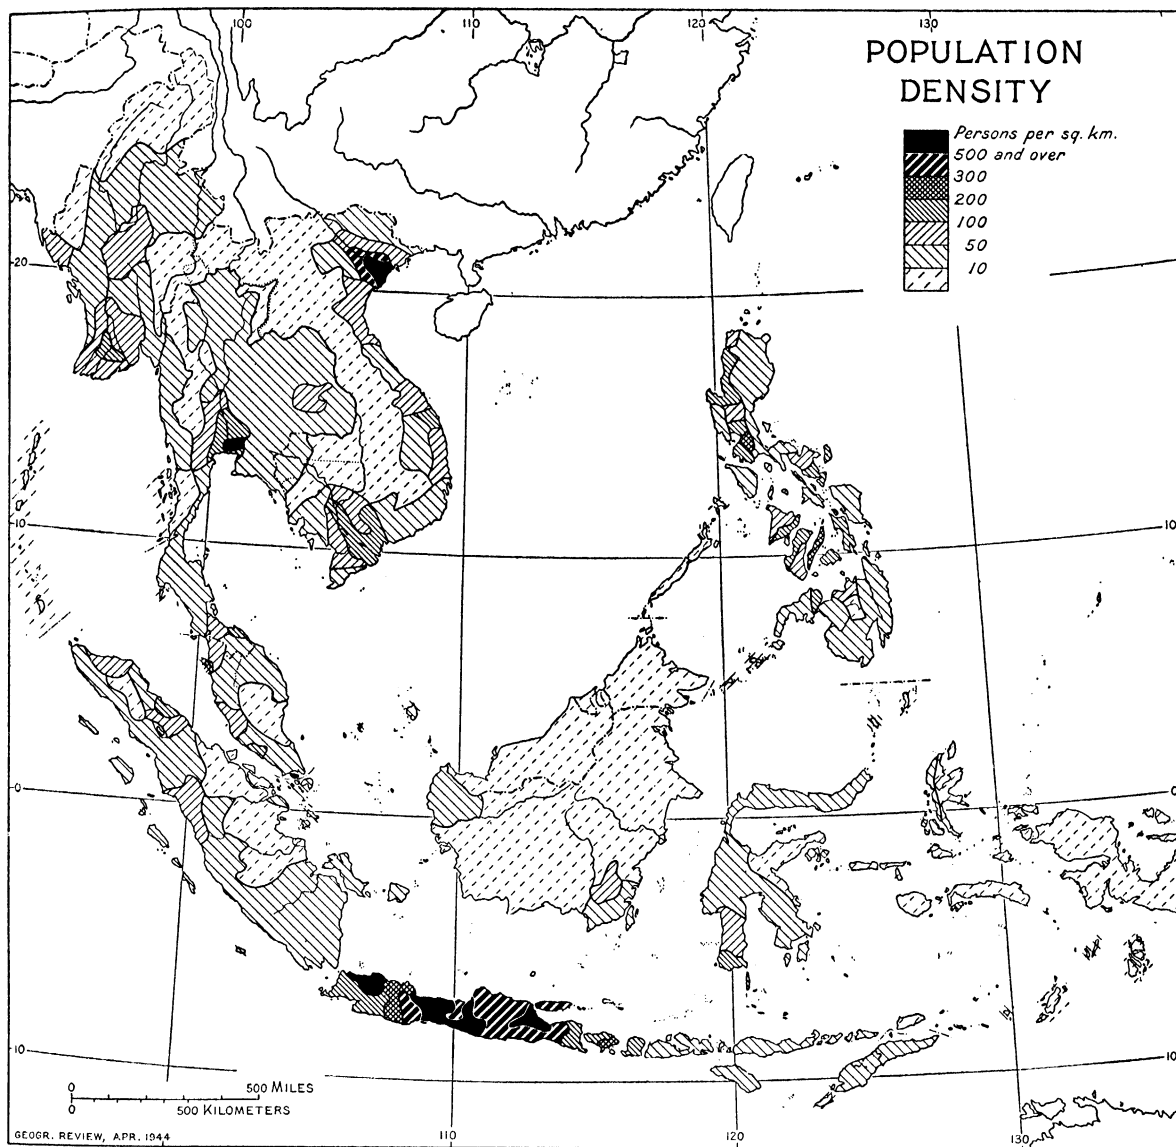 100
110
120
130
POPULATION
DENSITY
Persons per sq. km.
500 and over
300
200
100
50
10
20
10
10
0
0
10
10
0 500 MILES
0 500 KILOMETERS
GEOGR. REVIEW, APR. 1944
110
120
130